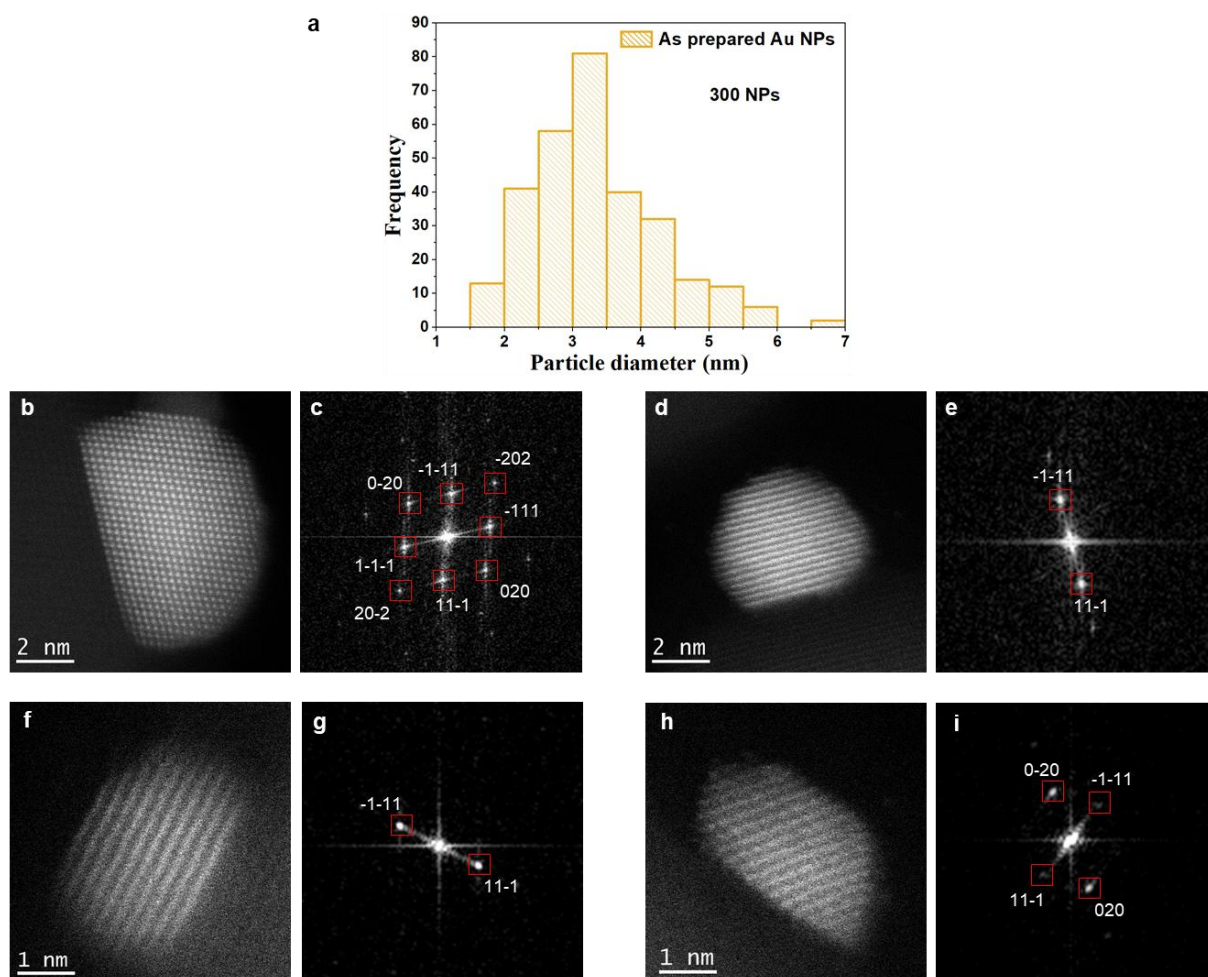 a
90
80
70
60
50
40
30
20
10
0
Frequency
As prepared Au NPs
300 NPs
1 2 3 4 5 6 7
Particle diameter (nm)
b
2 nm
c
-1-11
-202
0-20
-111
1-1-1
20-2
11-1
020
d
2 nm
e
-1-11
11-1
f
1 nm
g
-1-11
11-1
h
1 nm
i
0-20
-1-11
11-1
020